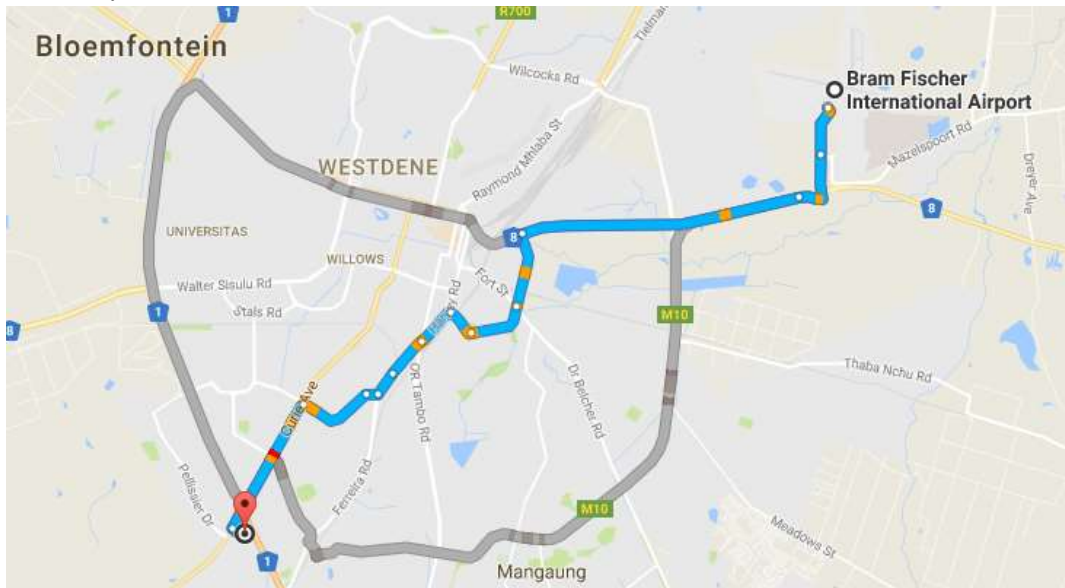 1
R700
Tielman
Bloemfontein
Wilcocks Rd
Bram Fischer
International Airport
Raymond Mhlaba St
Mazelspoort Rd
Dreyer Ave
WESTDENE
8
8
UNIVERSITAS
WILLOWS
Fort St
Walter Sisulu Rd
Stals Rd
1
M10
8
Thaba Nchu Rd
OR Tambo Rd
Dr Belcher Rd
Curie Ave
Pellissier Dr
Ferreira Rd
M10
Meadows St
1
Mangaung